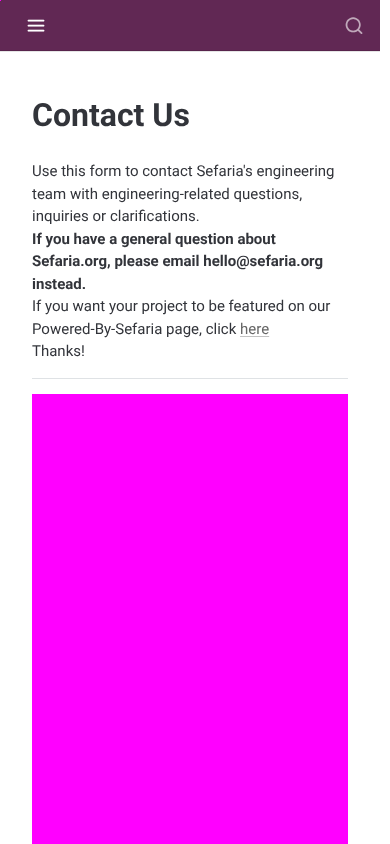 Contact Us
Use this form to contact Sefaria's engineering
team with engineering-related questions,
inquiries or clarifications.
If you have a general question about
Sefaria.org, please email hello@sefaria.org
instead.
If you want your project to be featured on our
Powered-By-Sefaria page, click here
Thanks!